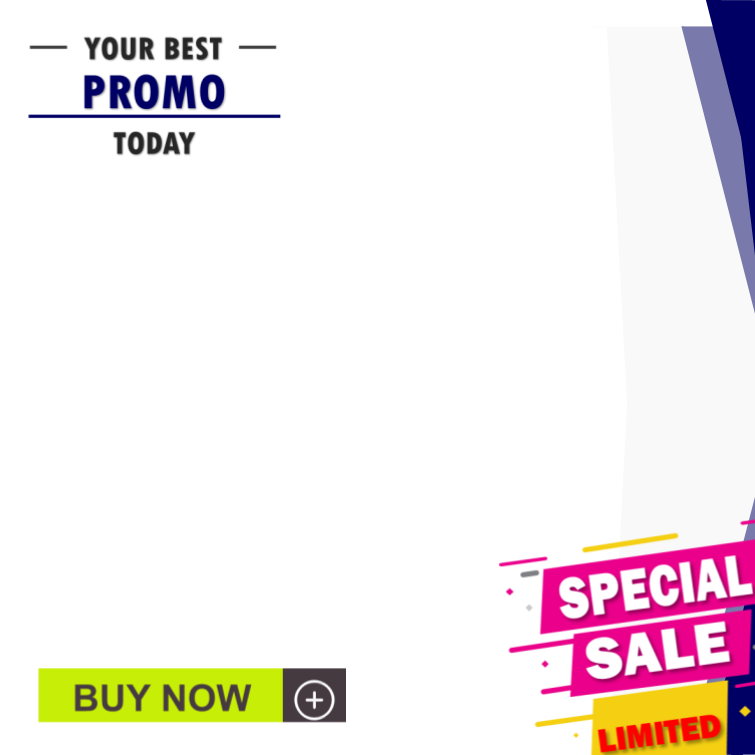 YOUR BEST
PROMO
TODAY
SPECIAL
SALE
LIMITED
BUY NOW